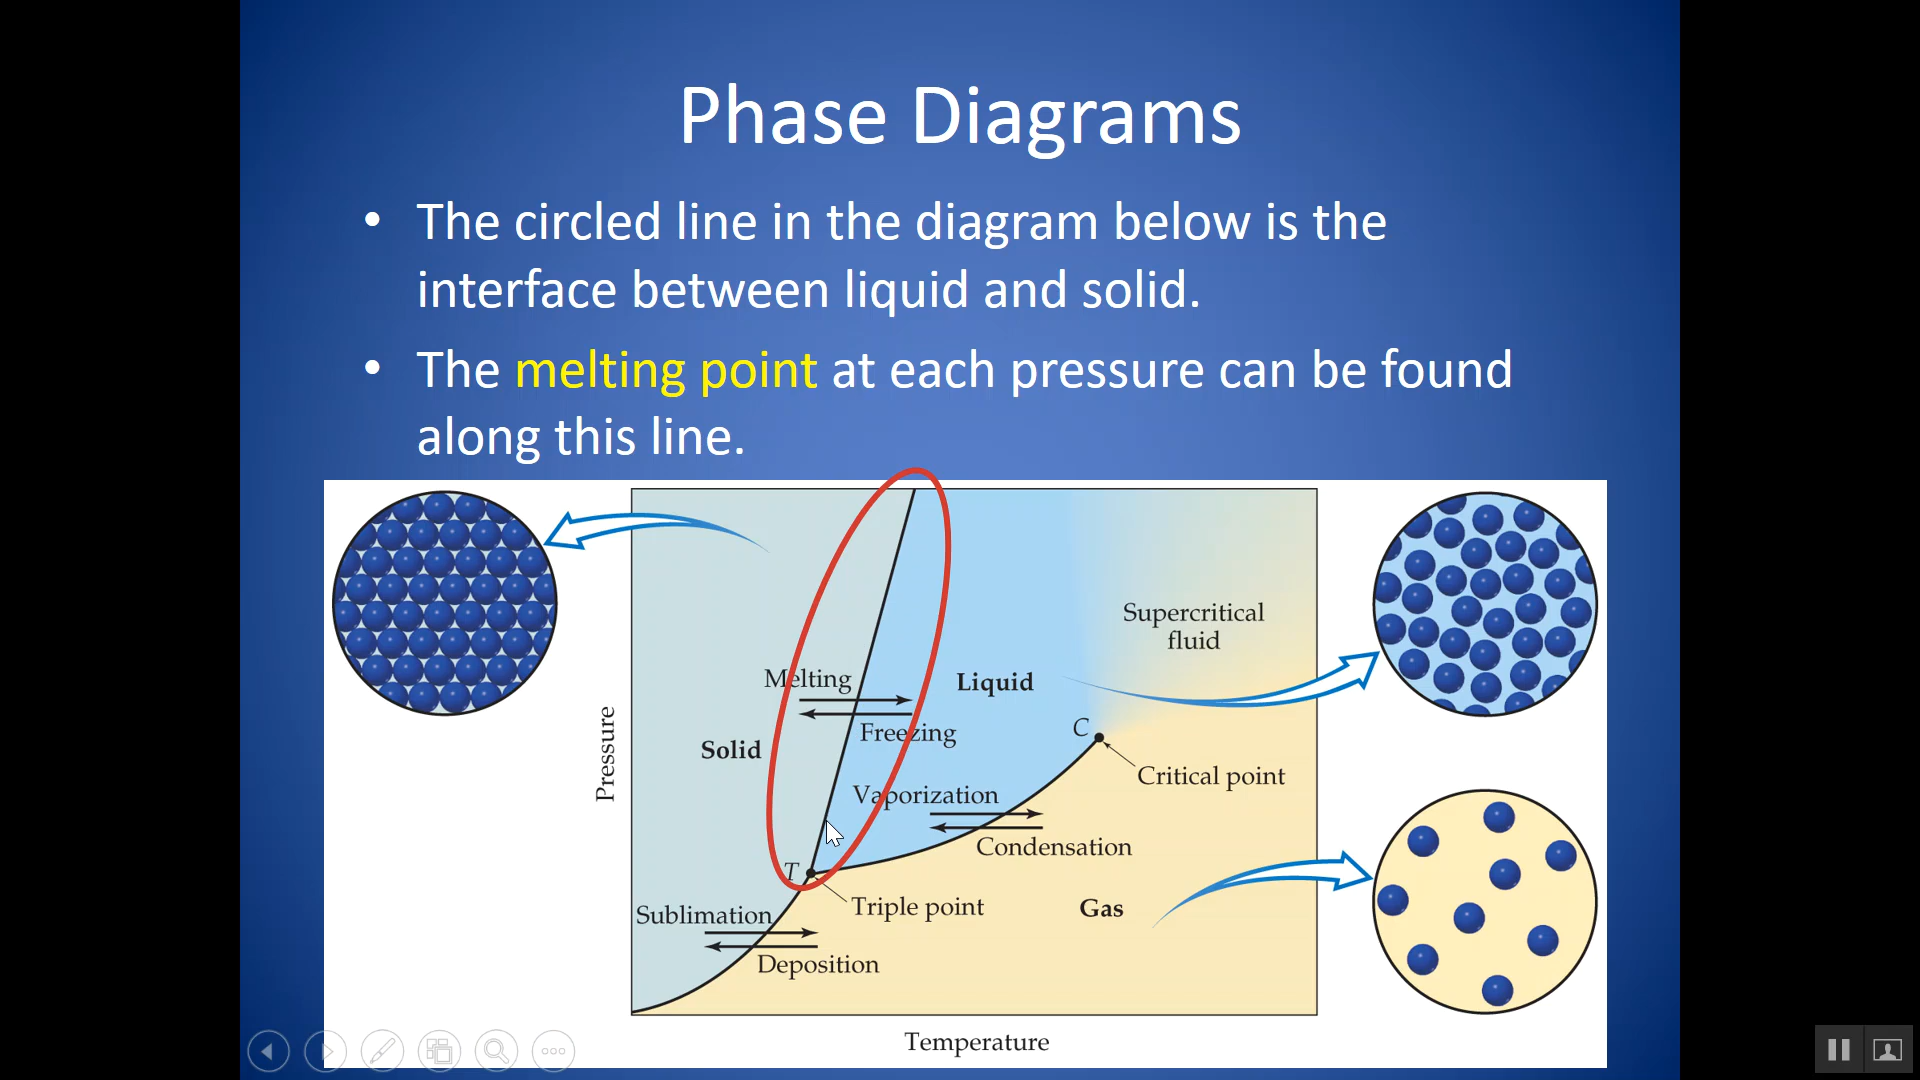 Phase Diagrams
• The circled line in the diagram below is the
interface between liquid and solid.
• The melting point at each pressure can be found
along this line.
Supercritical
fluid
Melting
Liquid
Freezing
C
Solid
Pressure
Critical point
Vaporization
Condensation
T
Triple point
Gas
Sublimation
Deposition
Temperature